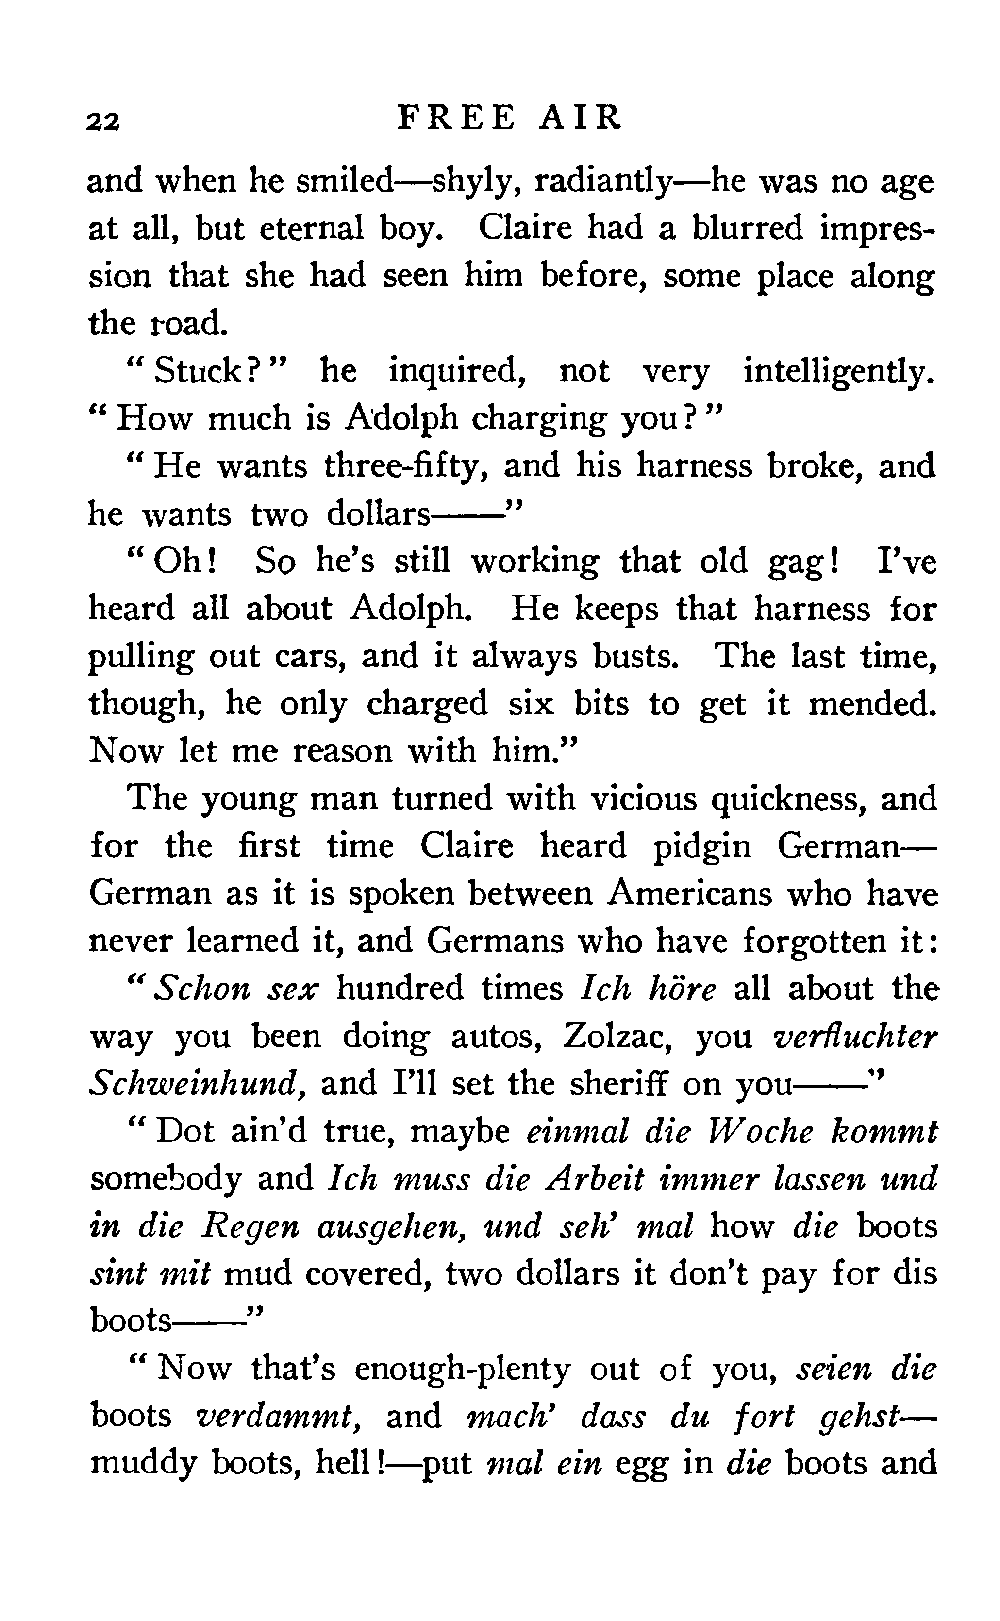 22 FREE AIR
and when he smiled—shyly, radiantly—he was no age
at all, but eternal boy. Claire had a blurred impres-
sion that she had seen him before, some place along
the road.
“Stuck?” he inquired, not very intelligently.
“How much is Adolph charging you?”
“He wants three-fifty, and his harness broke, and
he wants two dollars——”
“Oh! So he’s still working that old gag! I’ve
heard all about Adolph. He keeps that harness for
pulling out cars, and it always busts. The last time,
though, he only charged six bits to get it mended.
Now let me reason with him.”
The young man turned with vicious quickness, and
for the first time Claire heard pidgin German—
German as it is spoken between Americans who have
never learned it, and Germans who have forgotten it:
“Schon sex hundred times Ich höre all about the
way you been doing autos, Zolzac, you verfluchter
Schweinhund, and I’ll set the sheriff on you——”
“Dot ain’d true, maybe einmal die Woche kommt
somebody and Ich muss die Arbeit immer lassen und
in die Regen ausgehen, und seh’ mal how die boots
sint mit mud covered, two dollars it don’t pay for dis
boots——”
“Now that’s enough-plenty out of you, seien die
boots verdammt, and mach’ dass du fort gehst—
muddy boots, hell!—put mal ein egg in die boots and